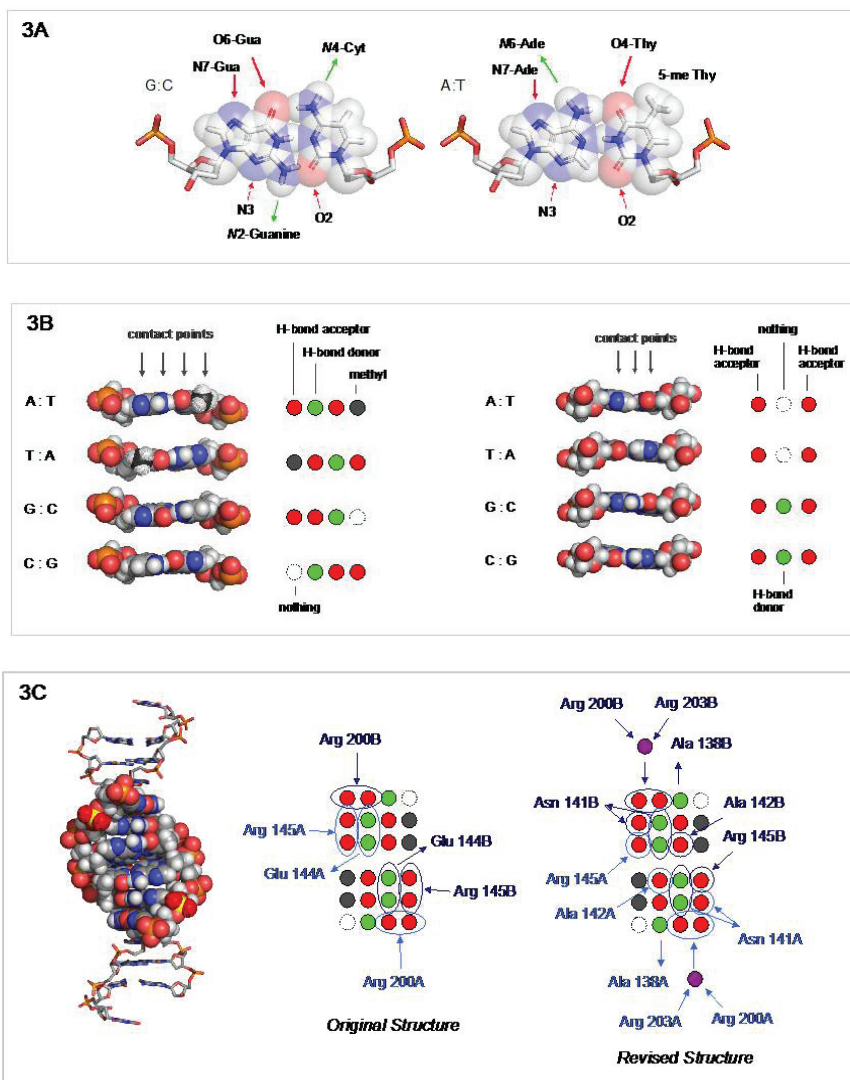 3A
O6-Gua
N4-Cyt
N7-Gua
G:C
N3
O2
N2-Guanine
N6-Ade
O4-Thy
N7-Ade
5-me Thy
A:T
N3
O2
3B
contact points
H-bond acceptor
H-bond donor
methyl
A:T
T:A
G:C
C:G
nothing
contact points
nothing
H-bond
acceptor
H-bond
acceptor
A:T
T:A
G:C
C:G
H-bond
donor
3C
Arg 200B
Arg 145A
Glu 144B
Glu 144A
Arg 145B
Arg 200A
Original Structure
Arg 200B
Arg 203B
Ala 138B
Asn 141B
Ala 142B
Arg 145B
Arg 145A
Ala 142A
Asn 141A
Ala 138A
Arg 203A
Arg 200A
Revised Structure